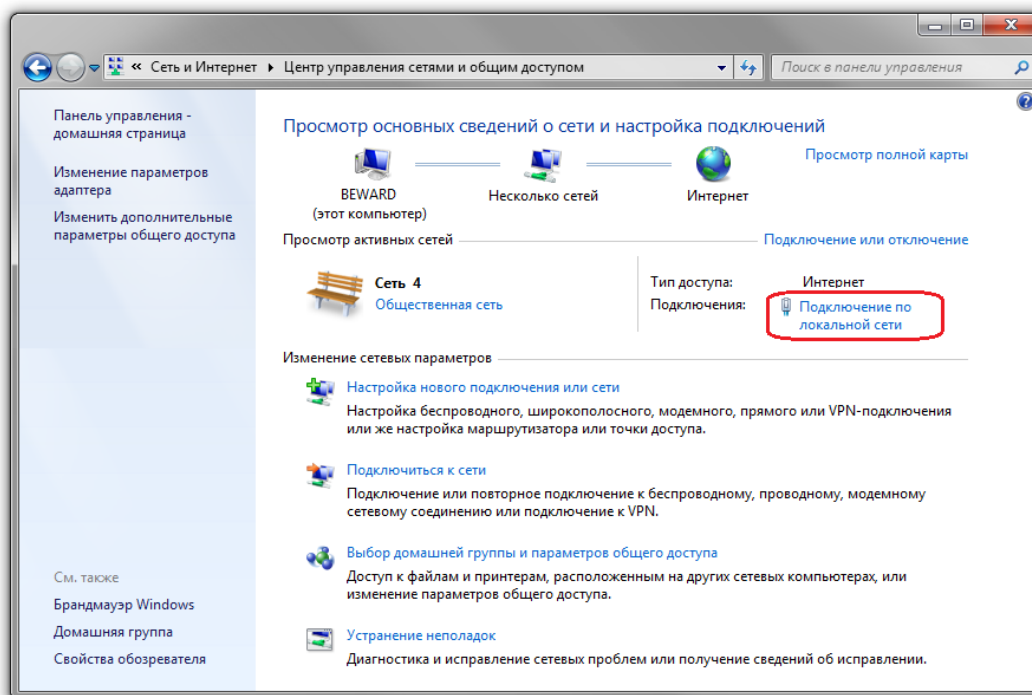 « Сеть и Интернет ▸ Центр управления сетями и общим доступом
Поиск в панели управления
Панель управления -
домашняя страница
Изменение параметров
адаптера
Изменить дополнительные
параметры общего доступа
Просмотр основных сведений о сети и настройка подключений
Просмотр полной карты
BEWARD
(этот компьютер)
Несколько сетей
Интернет
Просмотр активных сетей
Подключение или отключение
Сеть 4
Общественная сеть
Тип доступа: Интернет
Подключения: Подключение по
локальной сети
Изменение сетевых параметров
Настройка нового подключения или сети
Настройка беспроводного, широкополосного, модемного, прямого или VPN-подключения
или же настройка маршрутизатора или точки доступа.
Подключиться к сети
Подключение или повторное подключение к беспроводному, проводному, модемному
сетевому соединению или подключение к VPN.
Выбор домашней группы и параметров общего доступа
Доступ к файлам и принтерам, расположенным на других сетевых компьютерах, или
изменение параметров общего доступа.
Устранение неполадок
Диагностика и исправление сетевых проблем или получение сведений об исправлении.
См. также
Брандмауэр Windows
Домашняя группа
Свойства обозревателя